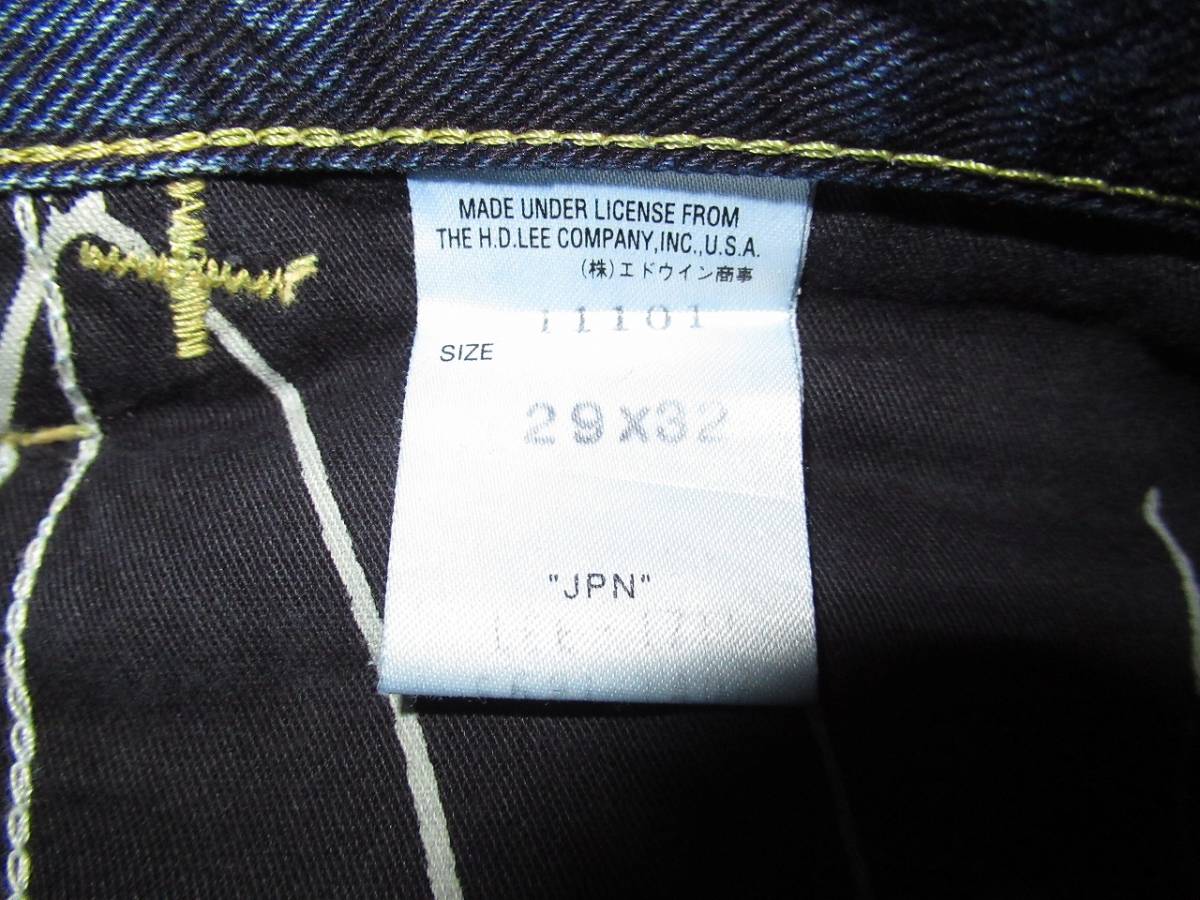 MADE UNDER LICENSE FROM
THE H.D.LEE COMPANY,INC.,U.S.A.
(株)エドウイン商事
11101
SIZE
29X32
"JPN"